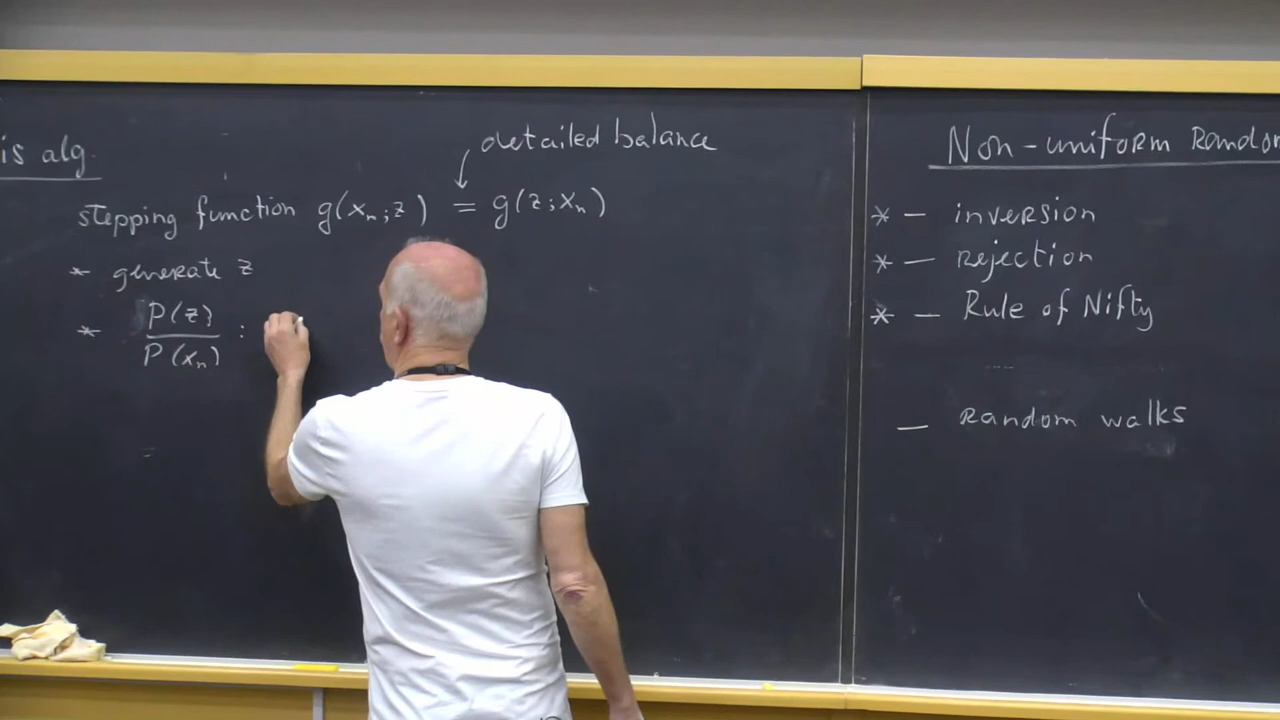 is alg.
detailed balance
stepping function g(xₙ;z) = g(z;xₙ)
* generate z
* P(z)
P(xₙ) :
Non-uniform Random
* — inversion
* — Rejection
* — Rule of Nifty
....
— Random walks